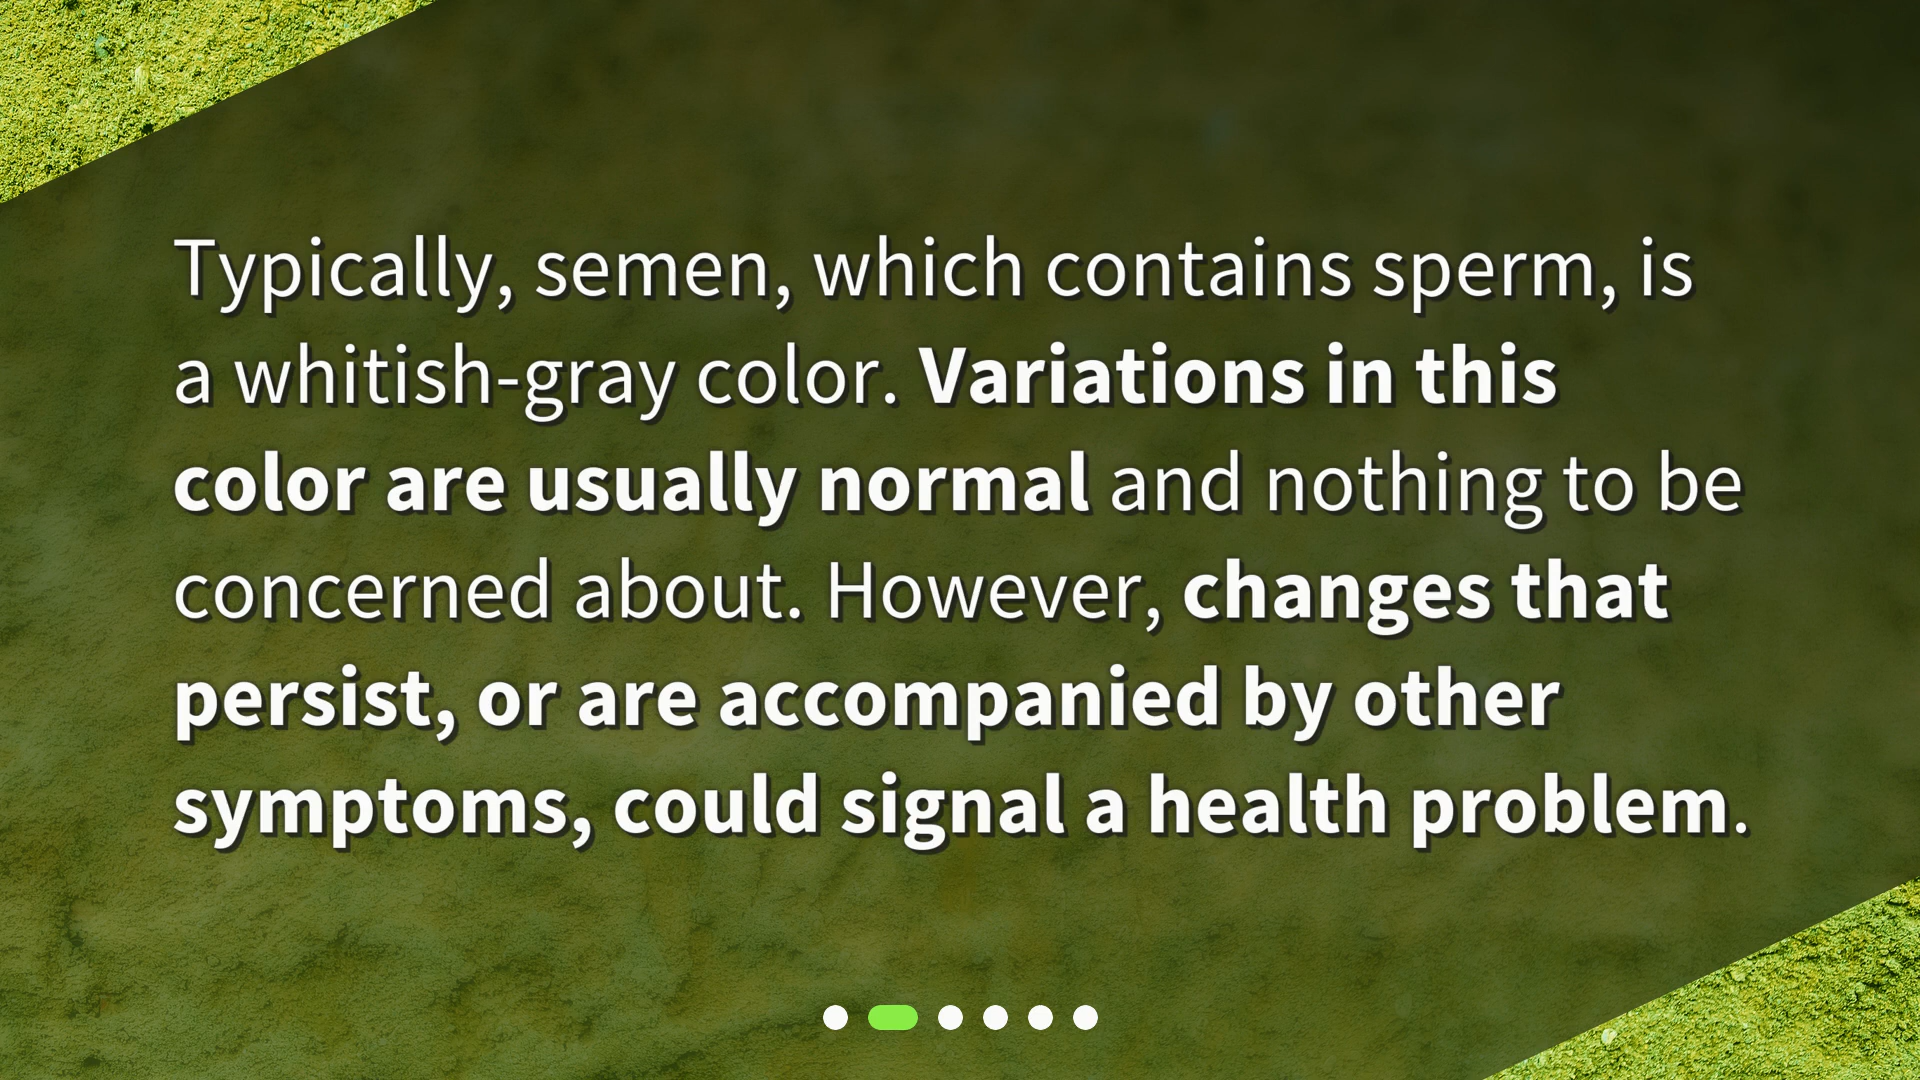 Typically, semen, which contains sperm, is
a whitish-gray color. Variations in this
color are usually normal and nothing to be
concerned about. However, changes that
persist, or are accompanied by other
symptoms, could signal a health problem.